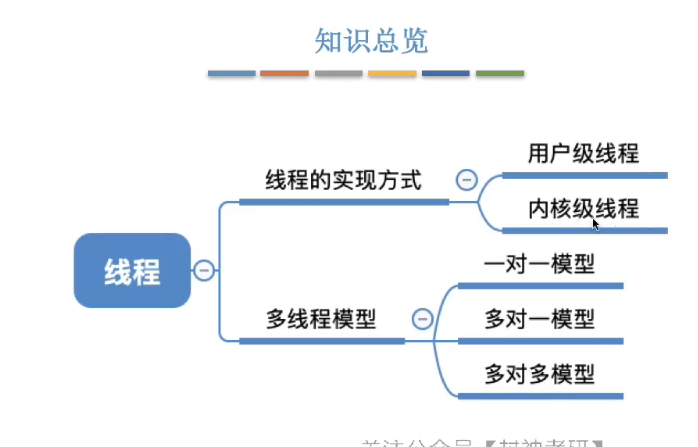 知识总览
用户级线程
线程的实现方式
内核级线程
线程
一对一模型
多线程模型
多对一模型
多对多模型